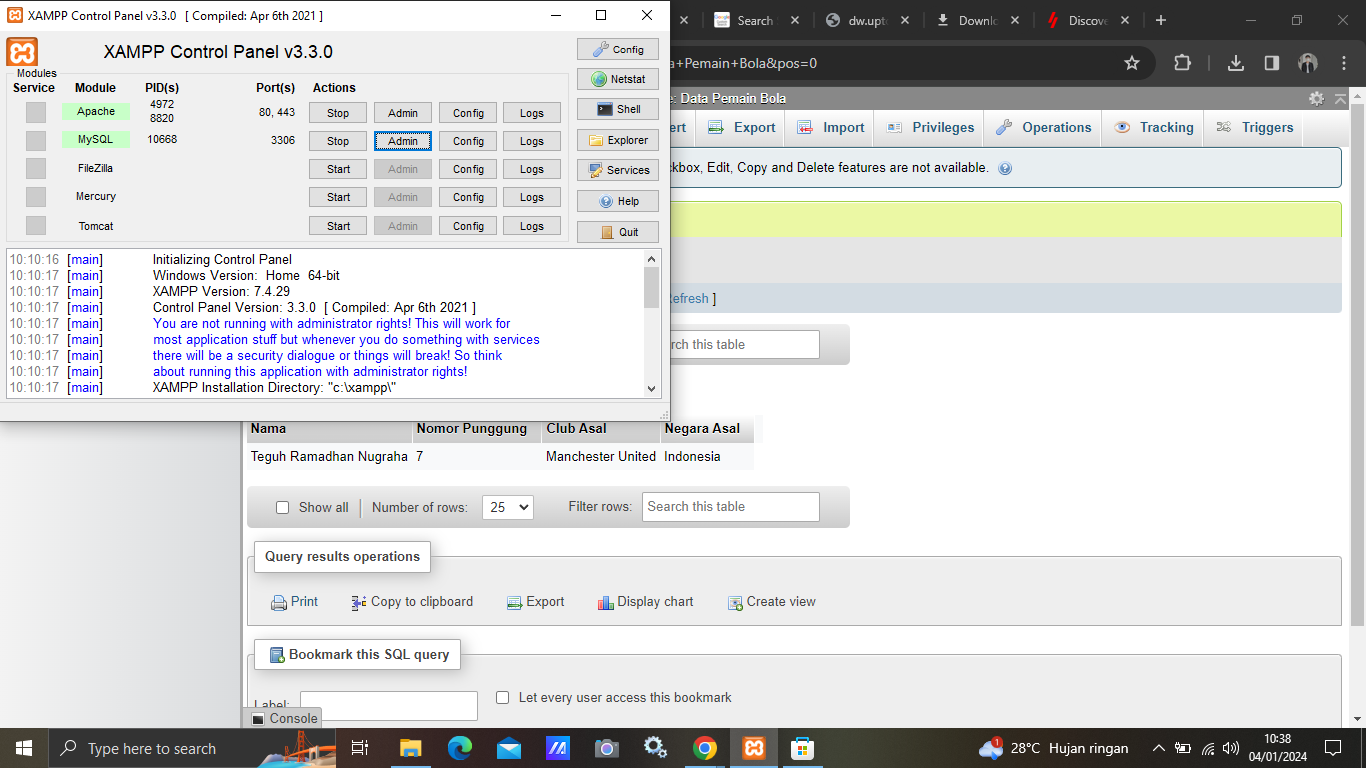 XAMPP Control Panel v3.3.0 [ Compiled: Apr 6th 2021 ]
Search
dw.upt
Downl
Discove
XAMPP Control Panel v3.3.0
Config
a+Pemain+Bola&pos=0
Modules
Service Module PID(s) Port(s) Actions
Netstat
Apache 4972 8820 80, 443 Stop Admin Config Logs
Shell
MySQL 10668 3306 Stop Admin Config Logs
Explorer
FileZilla Start Admin Config Logs
Services
Mercury Start Admin Config Logs
Help
Tomcat Start Admin Config Logs
Quit
: Data Pemain Bola
ert Export Import Privileges Operations Tracking Triggers
ckbox, Edit, Copy and Delete features are not available.
10:10:16 [main] Initializing Control Panel
10:10:17 [main] Windows Version: Home 64-bit
10:10:17 [main] XAMPP Version: 7.4.29
10:10:17 [main] Control Panel Version: 3.3.0 [ Compiled: Apr 6th 2021 ]
10:10:17 [main] You are not running with administrator rights! This will work for
10:10:17 [main] most application stuff but whenever you do something with services
10:10:17 [main] there will be a security dialogue or things will break! So think
10:10:17 [main] about running this application with administrator rights!
10:10:17 [main] XAMPP Installation Directory: "c:\xampp\"
efresh ]
rch this table
Nama Nomor Punggung Club Asal Negara Asal
Teguh Ramadhan Nugraha 7 Manchester United Indonesia
Show all Number of rows: 25 Filter rows: Search this table
Query results operations
Print Copy to clipboard Export Display chart Create view
Bookmark this SQL query
Label: Let every user access this bookmark
Console
Type here to search
1
28°C Hujan ringan
10:38
04/01/2024